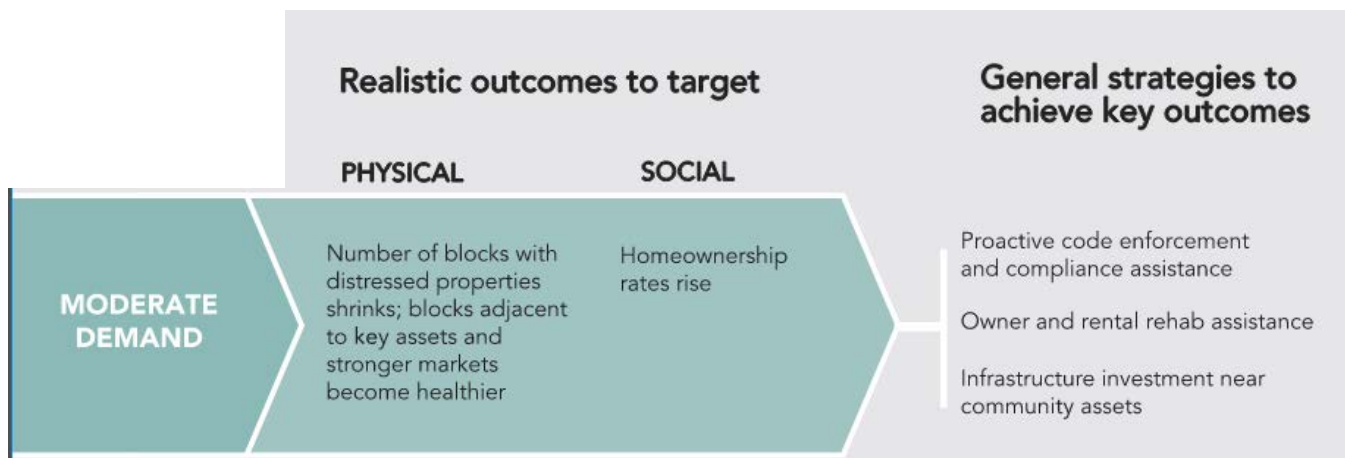 Realistic outcomes to target
General strategies to
achieve key outcomes
PHYSICAL
SOCIAL
MODERATE
DEMAND
Number of blocks with
distressed properties
shrinks; blocks adjacent
to key assets and
stronger markets
become healthier
Homeownership
rates rise
Proactive code enforcement
and compliance assistance
Owner and rental rehab assistance
Infrastructure investment near
community assets